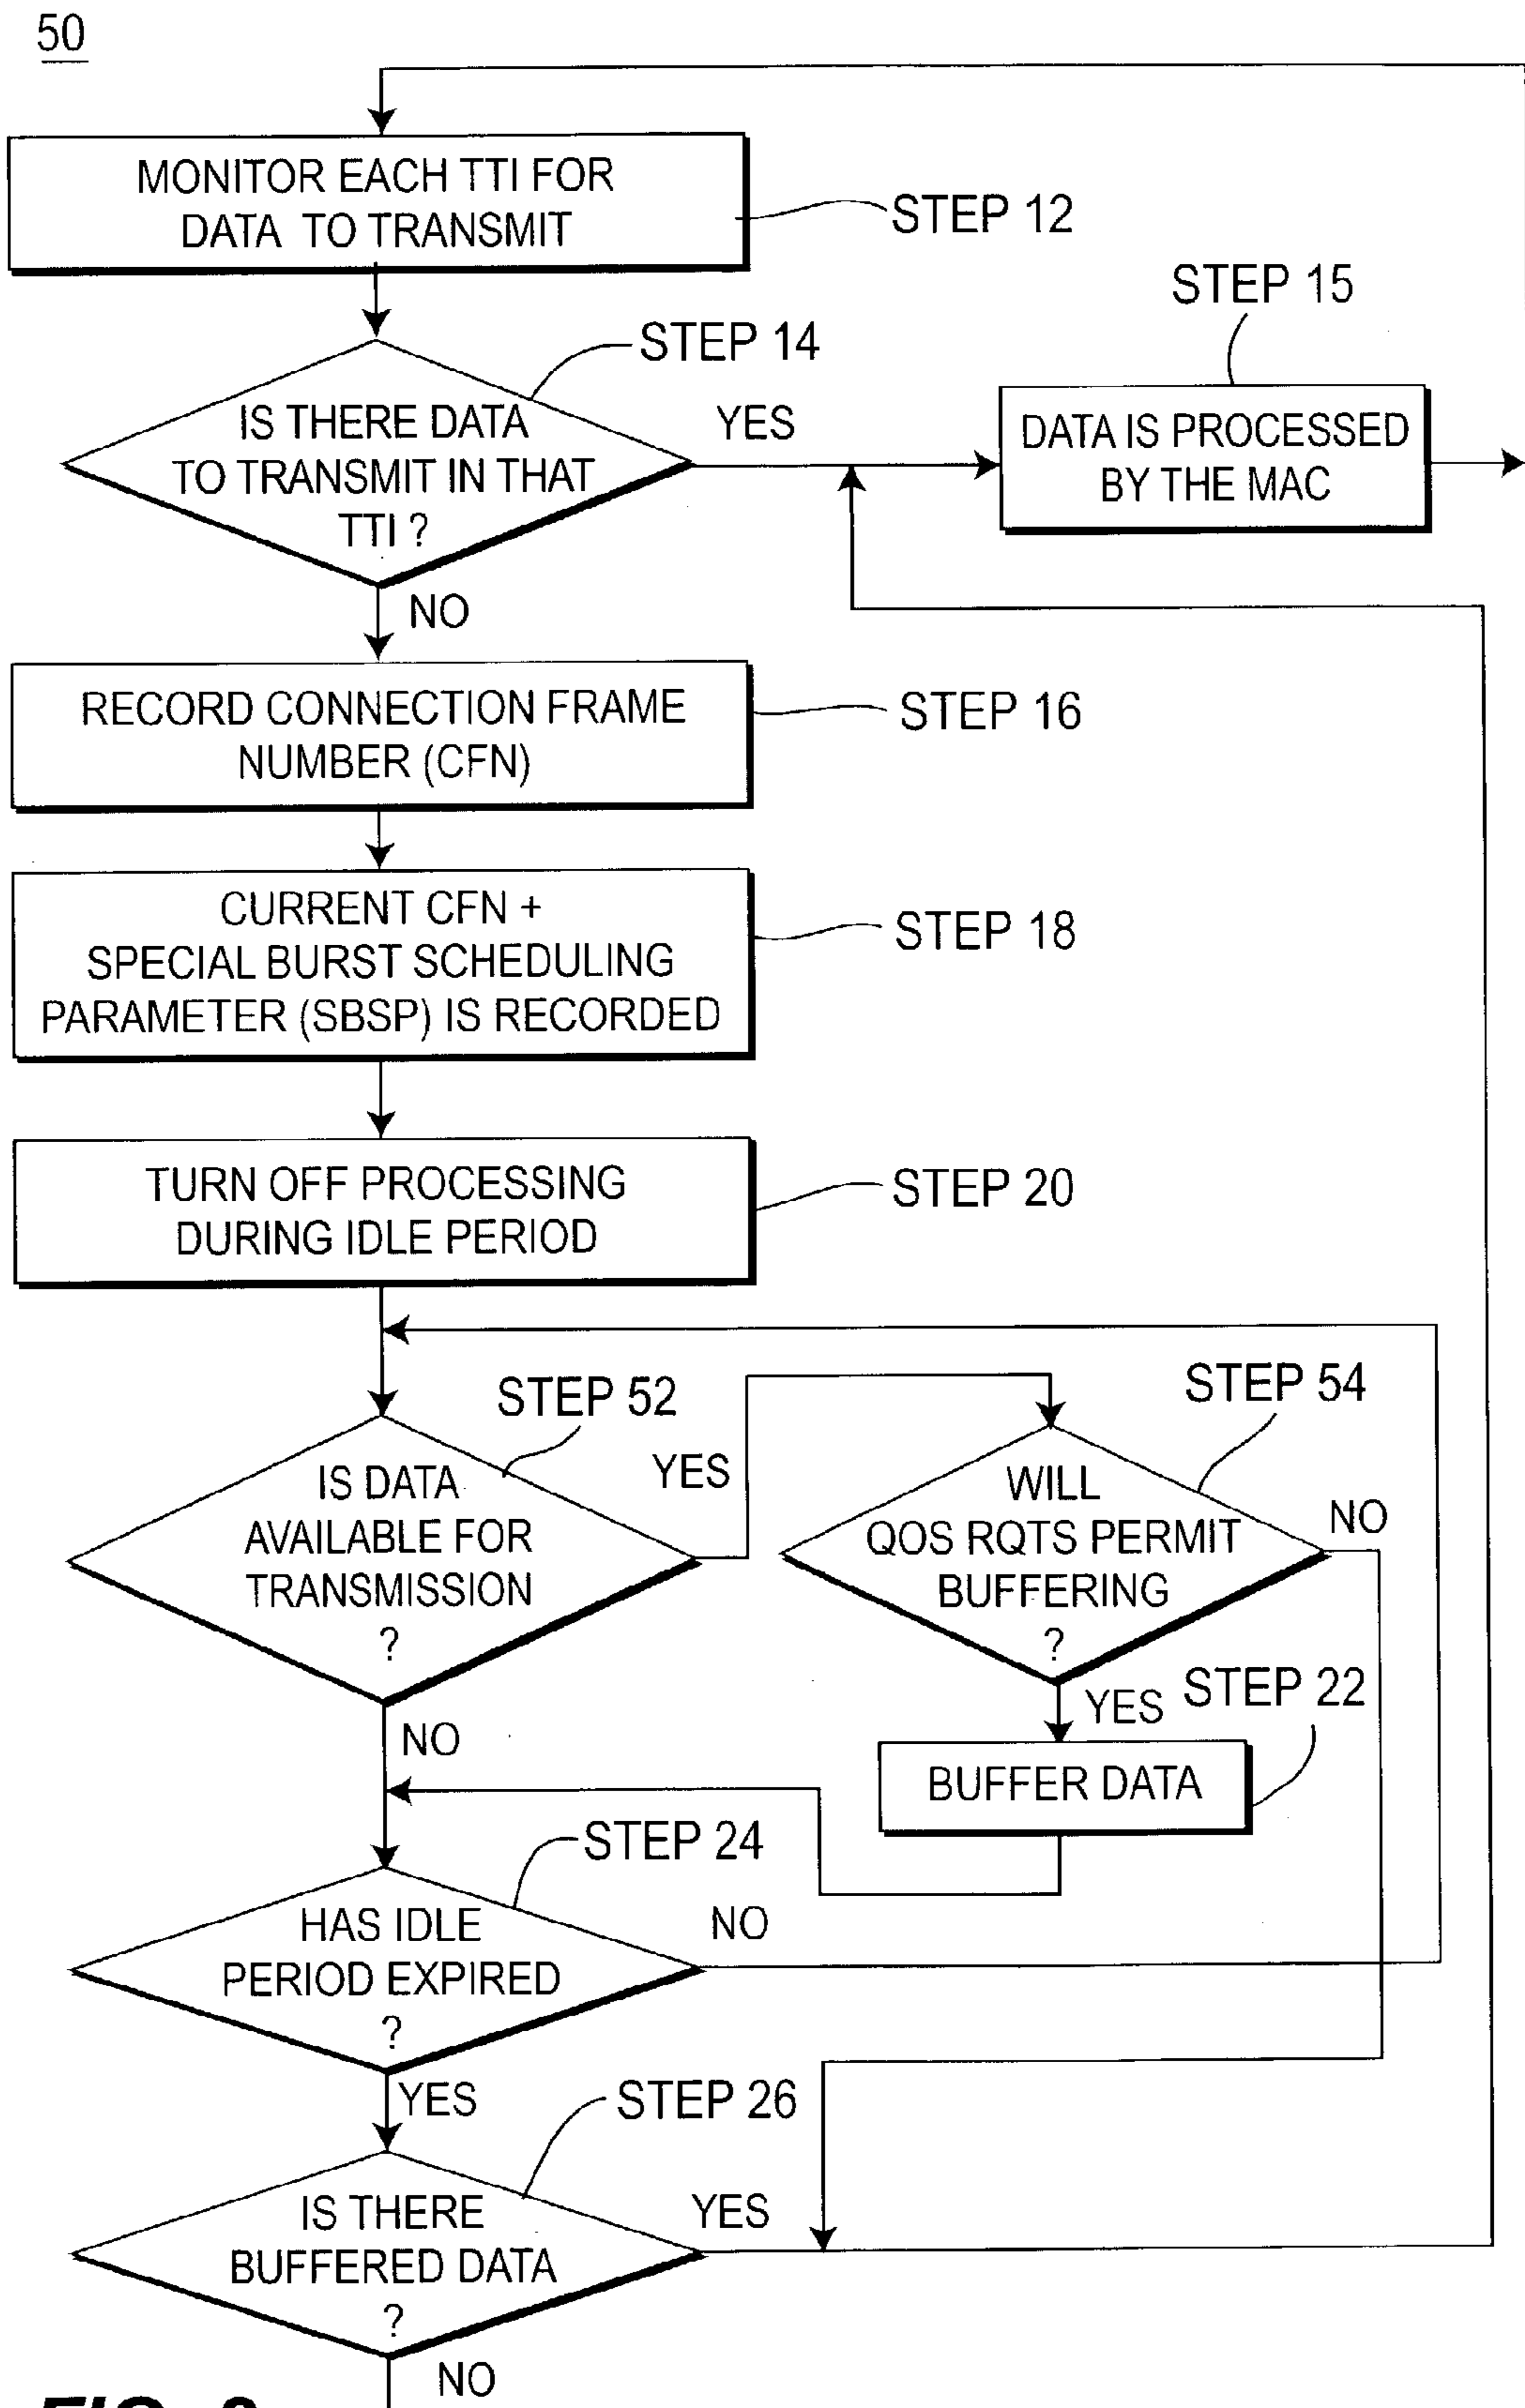 50
MONITOR EACH TTI FOR
DATA TO TRANSMIT
STEP 12
STEP 15
STEP 14
IS THERE DATA
TO TRANSMIT IN THAT
TTI ?
YES
DATA IS PROCESSED
BY THE MAC
NO
RECORD CONNECTION FRAME
NUMBER (CFN)
STEP 16
CURRENT CFN +
SPECIAL BURST SCHEDULING
PARAMETER (SBSP) IS RECORDED
STEP 18
TURN OFF PROCESSING
DURING IDLE PERIOD
STEP 20
STEP 52
IS DATA
AVAILABLE FOR
TRANSMISSION
?
YES
STEP 54
WILL
QOS RQTS PERMIT
BUFFERING
?
NO
YES
STEP 22
BUFFER DATA
NO
STEP 24
HAS IDLE
PERIOD EXPIRED
?
NO
YES
STEP 26
IS THERE
BUFFERED DATA
?
YES
NO